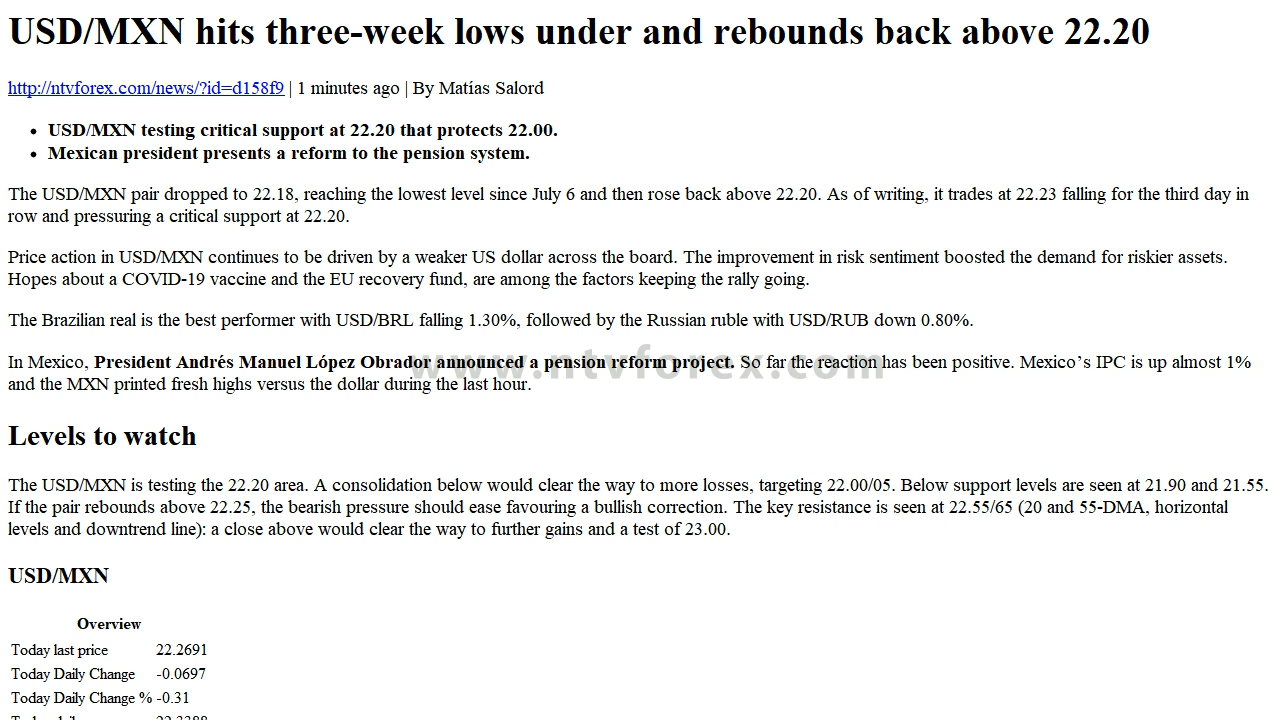 USD/MXN hits three-week lows under and rebounds back above 22.20
http://ntvforex.com/news/?id=d158f9 | 1 minutes ago | By Matías Salord
• USD/MXN testing critical support at 22.20 that protects 22.00.
• Mexican president presents a reform to the pension system.
The USD/MXN pair dropped to 22.18, reaching the lowest level since July 6 and then rose back above 22.20. As of writing, it trades at 22.23 falling for the third day in
row and pressuring a critical support at 22.20.
Price action in USD/MXN continues to be driven by a weaker US dollar across the board. The improvement in risk sentiment boosted the demand for riskier assets.
Hopes about a COVID-19 vaccine and the EU recovery fund, are among the factors keeping the rally going.
The Brazilian real is the best performer with USD/BRL falling 1.30%, followed by the Russian ruble with USD/RUB down 0.80%.
In Mexico, President Andrés Manuel López Obrador announced a pension reform project. So far the reaction has been positive. Mexico’s IPC is up almost 1%
www.ntvforex.com
and the MXN printed fresh highs versus the dollar during the last hour.
Levels to watch
The USD/MXN is testing the 22.20 area. A consolidation below would clear the way to more losses, targeting 22.00/05. Below support levels are seen at 21.90 and 21.55.
If the pair rebounds above 22.25, the bearish pressure should ease favouring a bullish correction. The key resistance is seen at 22.55/65 (20 and 55-DMA, horizontal
levels and downtrend line): a close above would clear the way to further gains and a test of 23.00.
USD/MXN
Overview
Today last price 22.2691
Today Daily Change -0.0697
Today Daily Change % -0.31